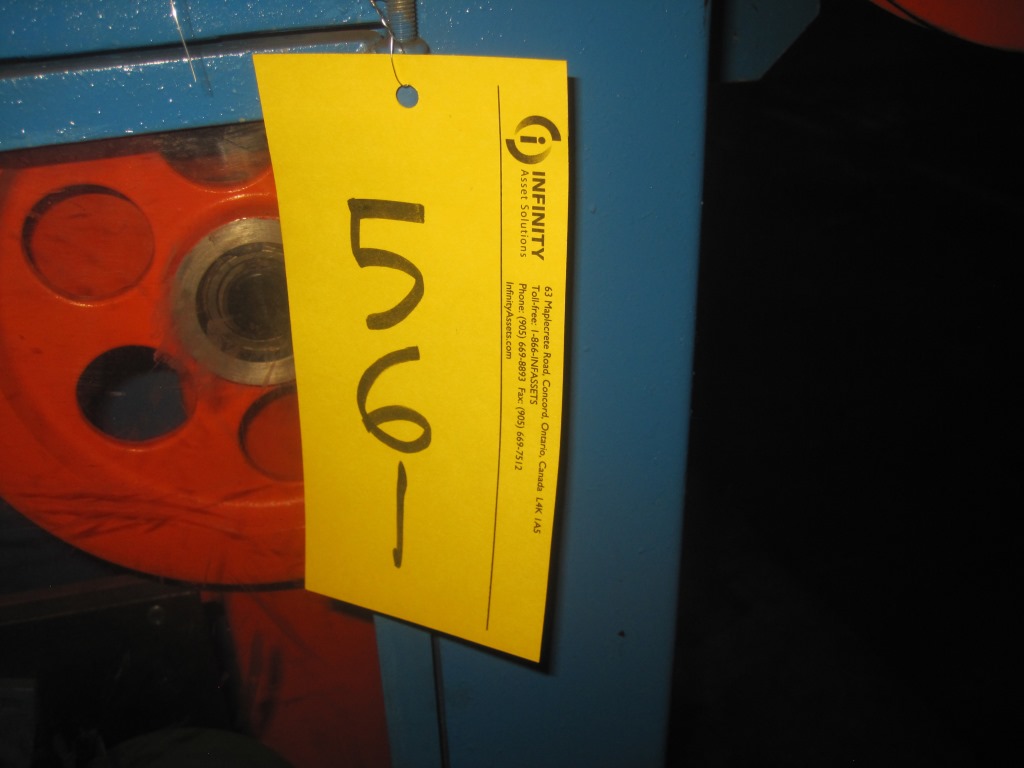 i INFINITY
Asset Solutions
63 Maplecrete Road, Concord, Ontario, Canada L4K 1A5
Toll-free: 1-866-INFASSETS
Phone: (905) 669-8893 Fax: (905) 669-7512
InfinityAssets.com
56-